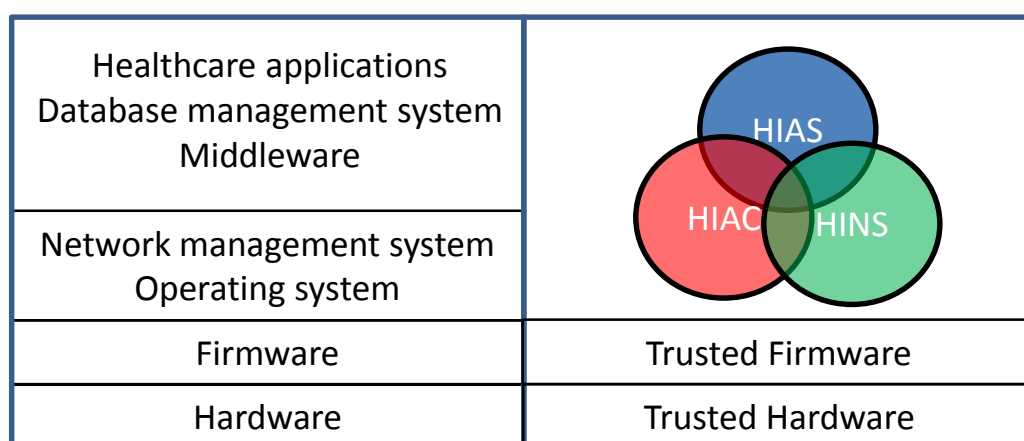 Healthcare applications
Database management system
Middleware
HIAS
HIAC
HINS
Network management system
Operating system
Firmware
Trusted Firmware
Hardware
Trusted Hardware